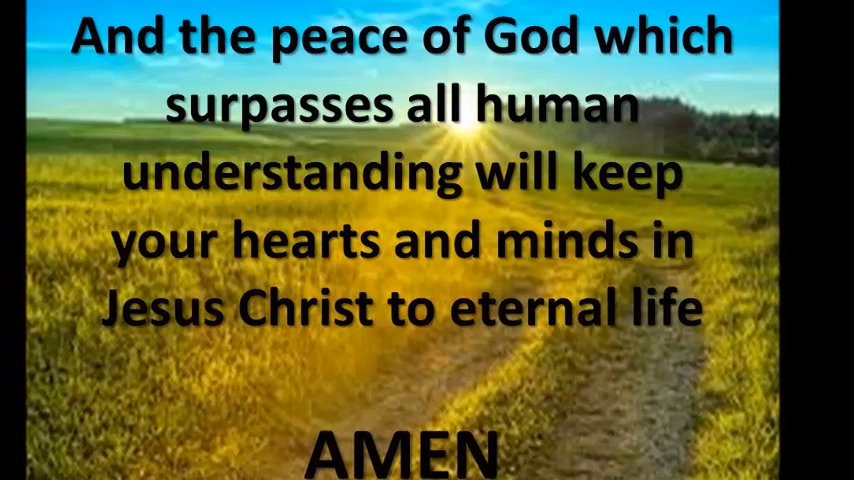 And the peace of God which
surpasses all human
understanding will keep
your hearts and minds in
Jesus Christ to eternal life
AMEN